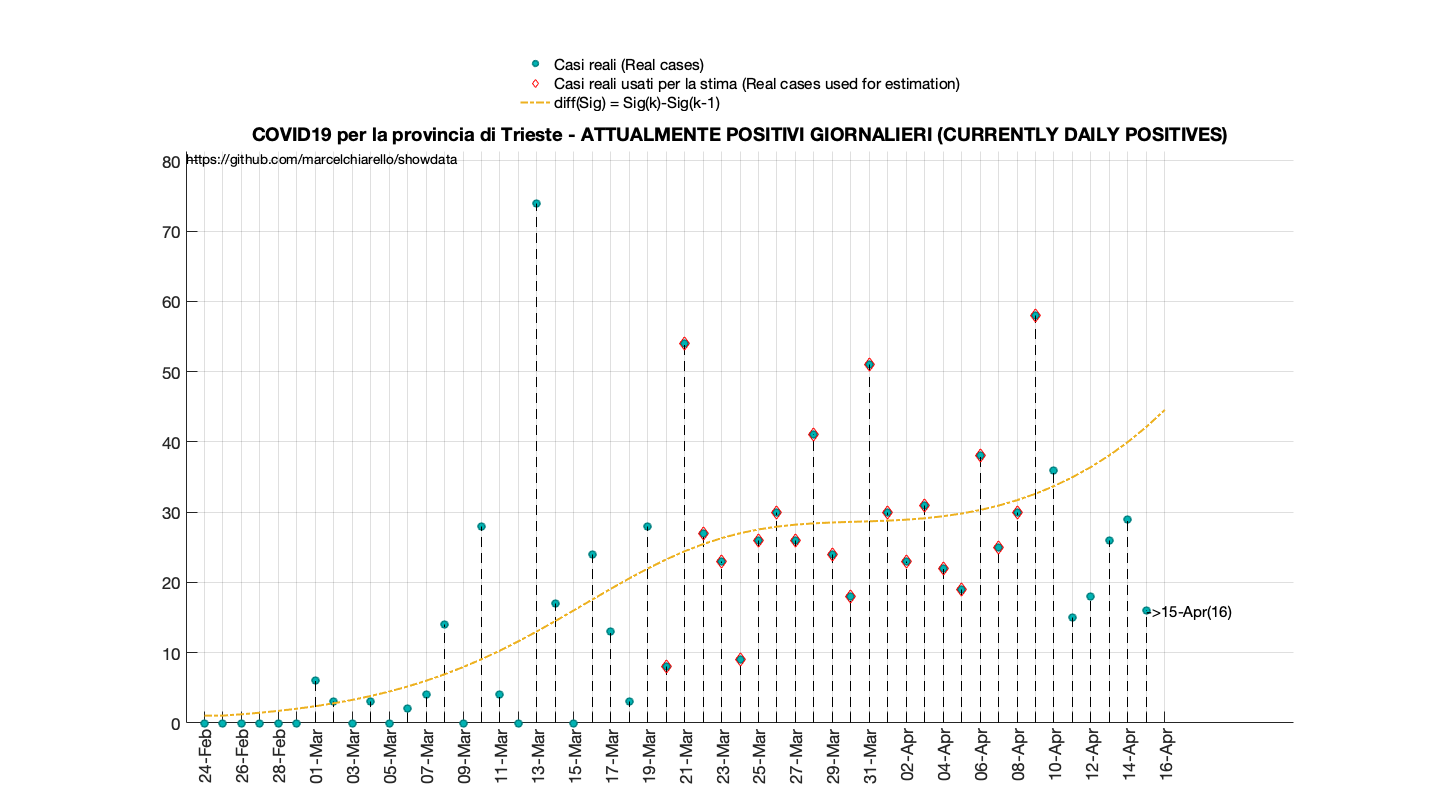 Casi reali (Real cases)
Casi reali usati per la stima (Real cases used for estimation)
diff(Sig) = Sig(k)-Sig(k-1)
COVID19 per la provincia di Trieste - ATTUALMENTE POSITIVI GIORNALIERI (CURRENTLY DAILY POSITIVES)
https://github.com/marcelchiarello/showdata
80
70
60
50
40
30
20
10
0
->15-Apr(16)
24-Feb
26-Feb
28-Feb
01-Mar
03-Mar
05-Mar
07-Mar
09-Mar
11-Mar
13-Mar
15-Mar
17-Mar
19-Mar
21-Mar
23-Mar
25-Mar
27-Mar
29-Mar
31-Mar
02-Apr
04-Apr
06-Apr
08-Apr
10-Apr
12-Apr
14-Apr
16-Apr